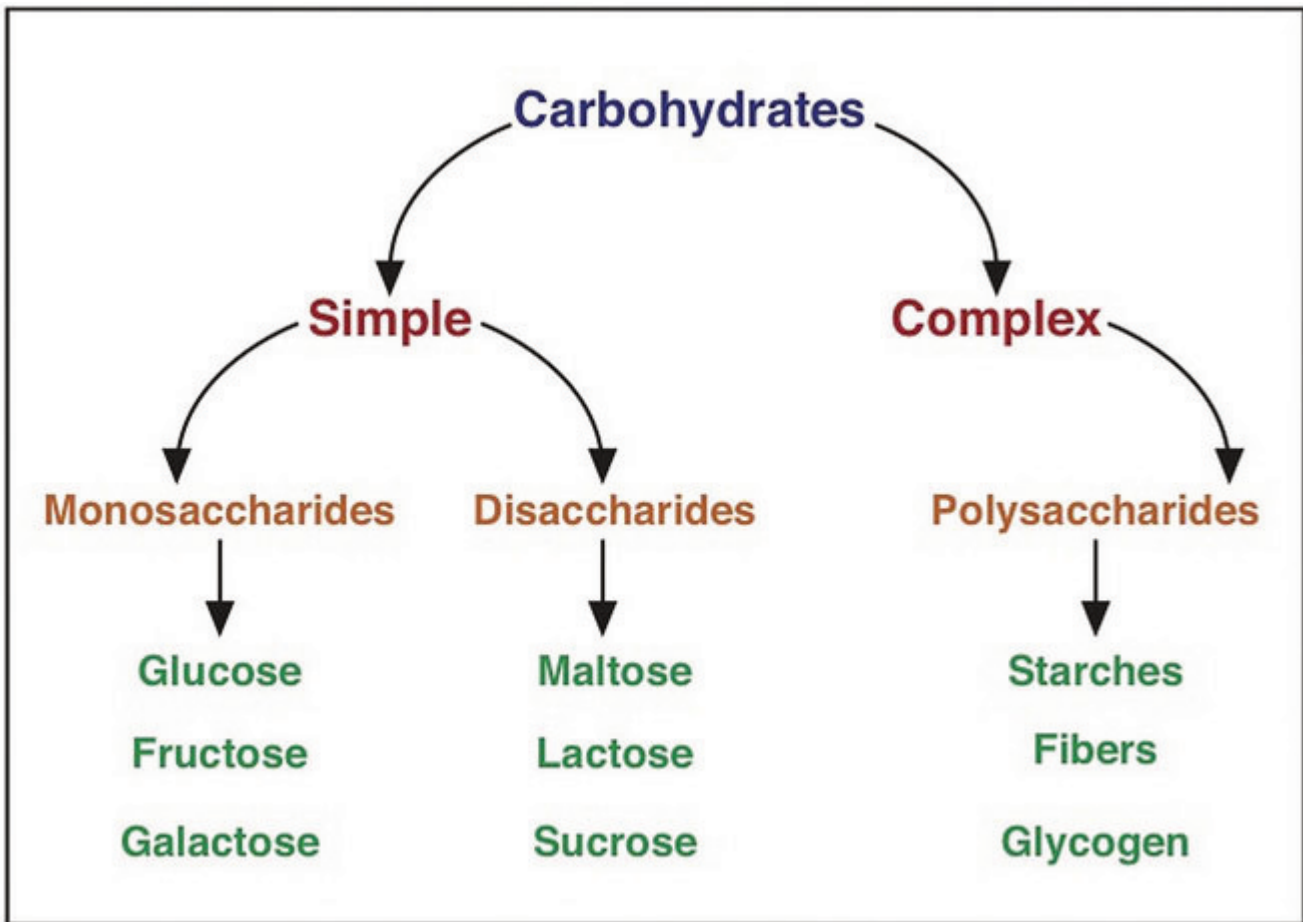 Carbohydrates
Simple
Complex
Monosaccharides
Disaccharides
Polysaccharides
Glucose
Maltose
Starches
Fructose
Lactose
Fibers
Galactose
Sucrose
Glycogen